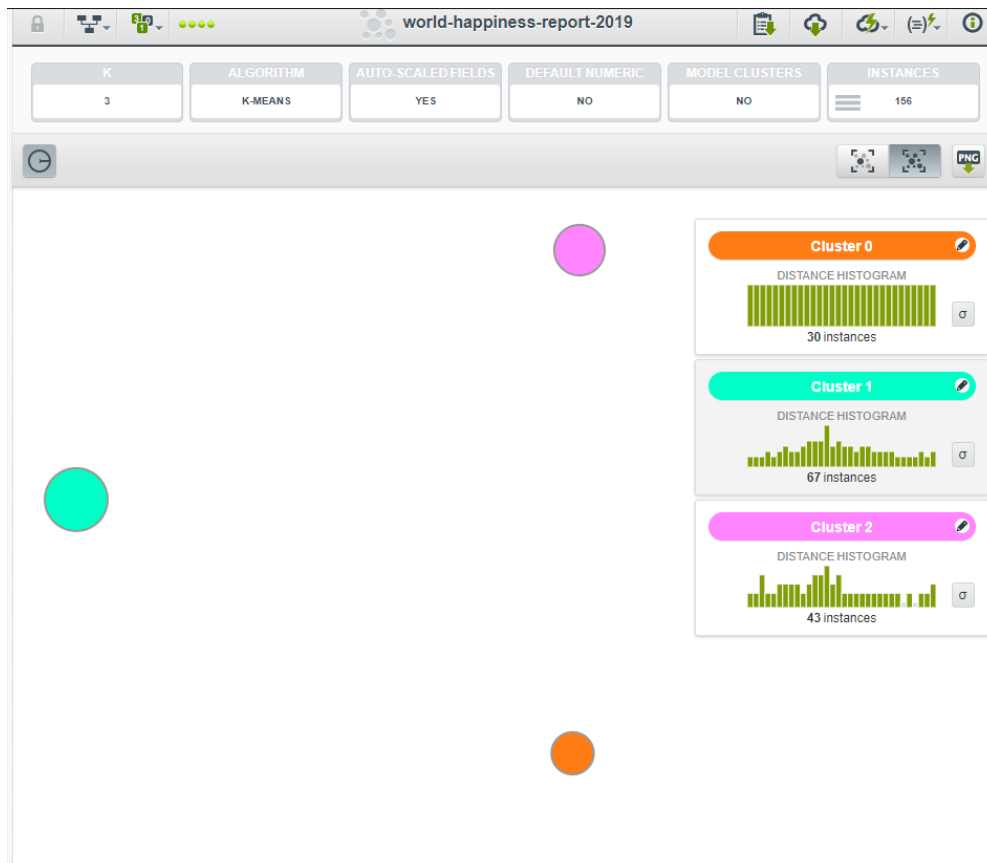 world-happiness-report-2019
K
ALGORITHM
AUTO-SCALED FIELDS
DEFAULT NUMERIC
MODEL CLUSTERS
INSTANCES
3
K-MEANS
YES
NO
NO
156
PNG
Cluster 0
DISTANCE HISTOGRAM
σ
30 instances
Cluster 1
DISTANCE HISTOGRAM
σ
67 instances
Cluster 2
DISTANCE HISTOGRAM
σ
43 instances